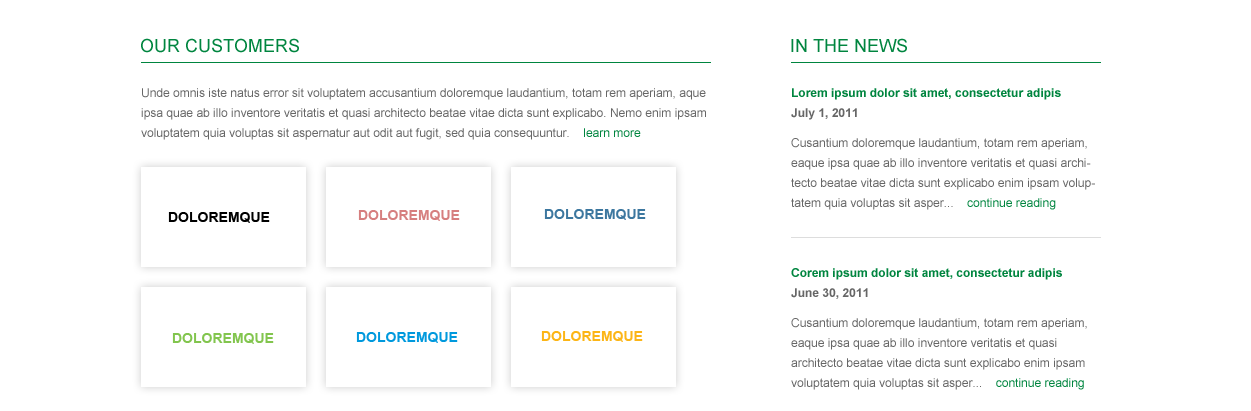 OUR CUSTOMERS
Unde omnis iste natus error sit voluptatem accusantium doloremque laudantium, totam rem aperiam, aque
ipsa quae ab illo inventore veritatis et quasi architecto beatae vitae dicta sunt explicabo. Nemo enim ipsam
voluptatem quia voluptas sit aspernatur aut odit aut fugit, sed quia consequuntur. learn more
DOLOREMQUE
DOLOREMQUE
DOLOREMQUE
DOLOREMQUE
DOLOREMQUE
DOLOREMQUE
IN THE NEWS
Lorem ipsum dolor sit amet, consectetur adipis
July 1, 2011
Cusantium doloremque laudantium, totam rem aperiam,
eaque ipsa quae ab illo inventore veritatis et quasi archi-
tecto beatae vitae dicta sunt explicabo enim ipsam volup-
tatem quia voluptas sit asper... continue reading
Corem ipsum dolor sit amet, consectetur adipis
June 30, 2011
Cusantium doloremque laudantium, totam rem aperiam,
eaque ipsa quae ab illo inventore veritatis et quasi
architecto beatae vitae dicta sunt explicabo enim ipsam
voluptatem quia voluptas sit asper... continue reading